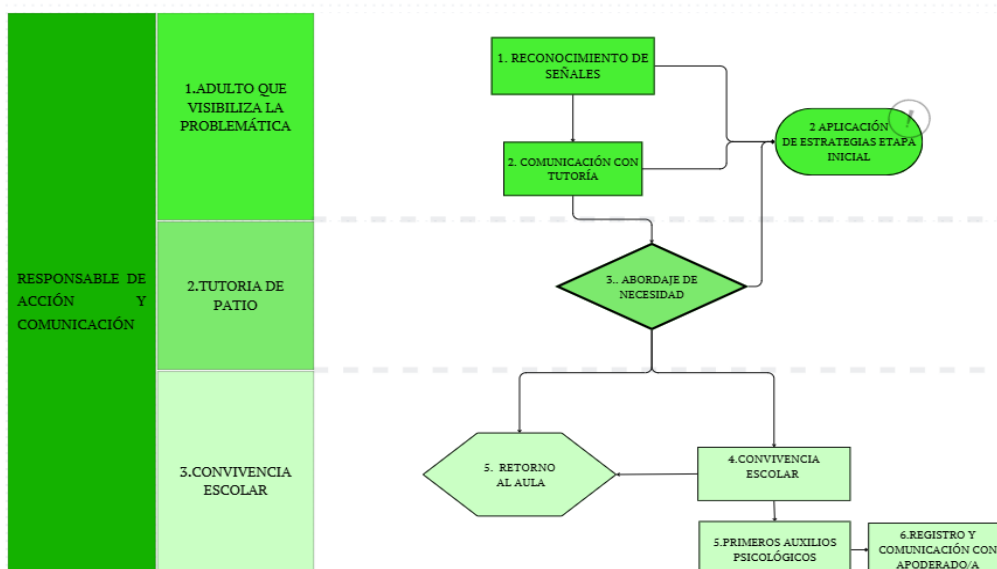 RESPONSABLE DE
ACCIÓN Y
COMUNICACIÓN
1.ADULTO QUE
VISIBILIZA LA
PROBLEMÁTICA
1. RECONOCIMIENTO DE
SEÑALES
2. COMUNICACIÓN CON
TUTORÍA
2 APLICACIÓN
DE ESTRATEGIAS ETAPA
INICIAL
2.TUTORIA DE
PATIO
3.. ABORDAJE DE
NECESIDAD
3.CONVIVENCIA
ESCOLAR
5. RETORNO
AL AULA
4.CONVIVENCIA
ESCOLAR
5.PRIMEROS AUXILIOS
PSICOLÓGICOS
6.REGISTRO Y
COMUNICACIÓN CON
APODERADO/A